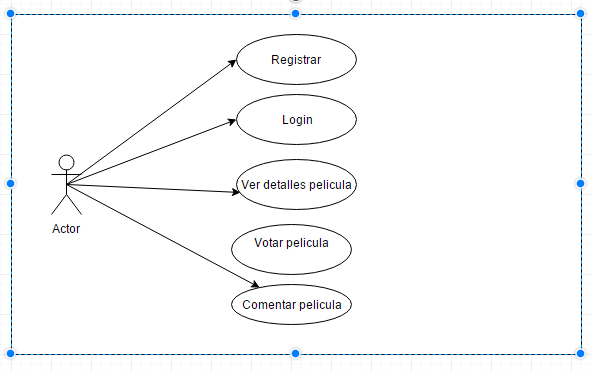 Registrar
Login
Ver detalles pelicula
Actor
Votar pelicula
Comentar pelicula